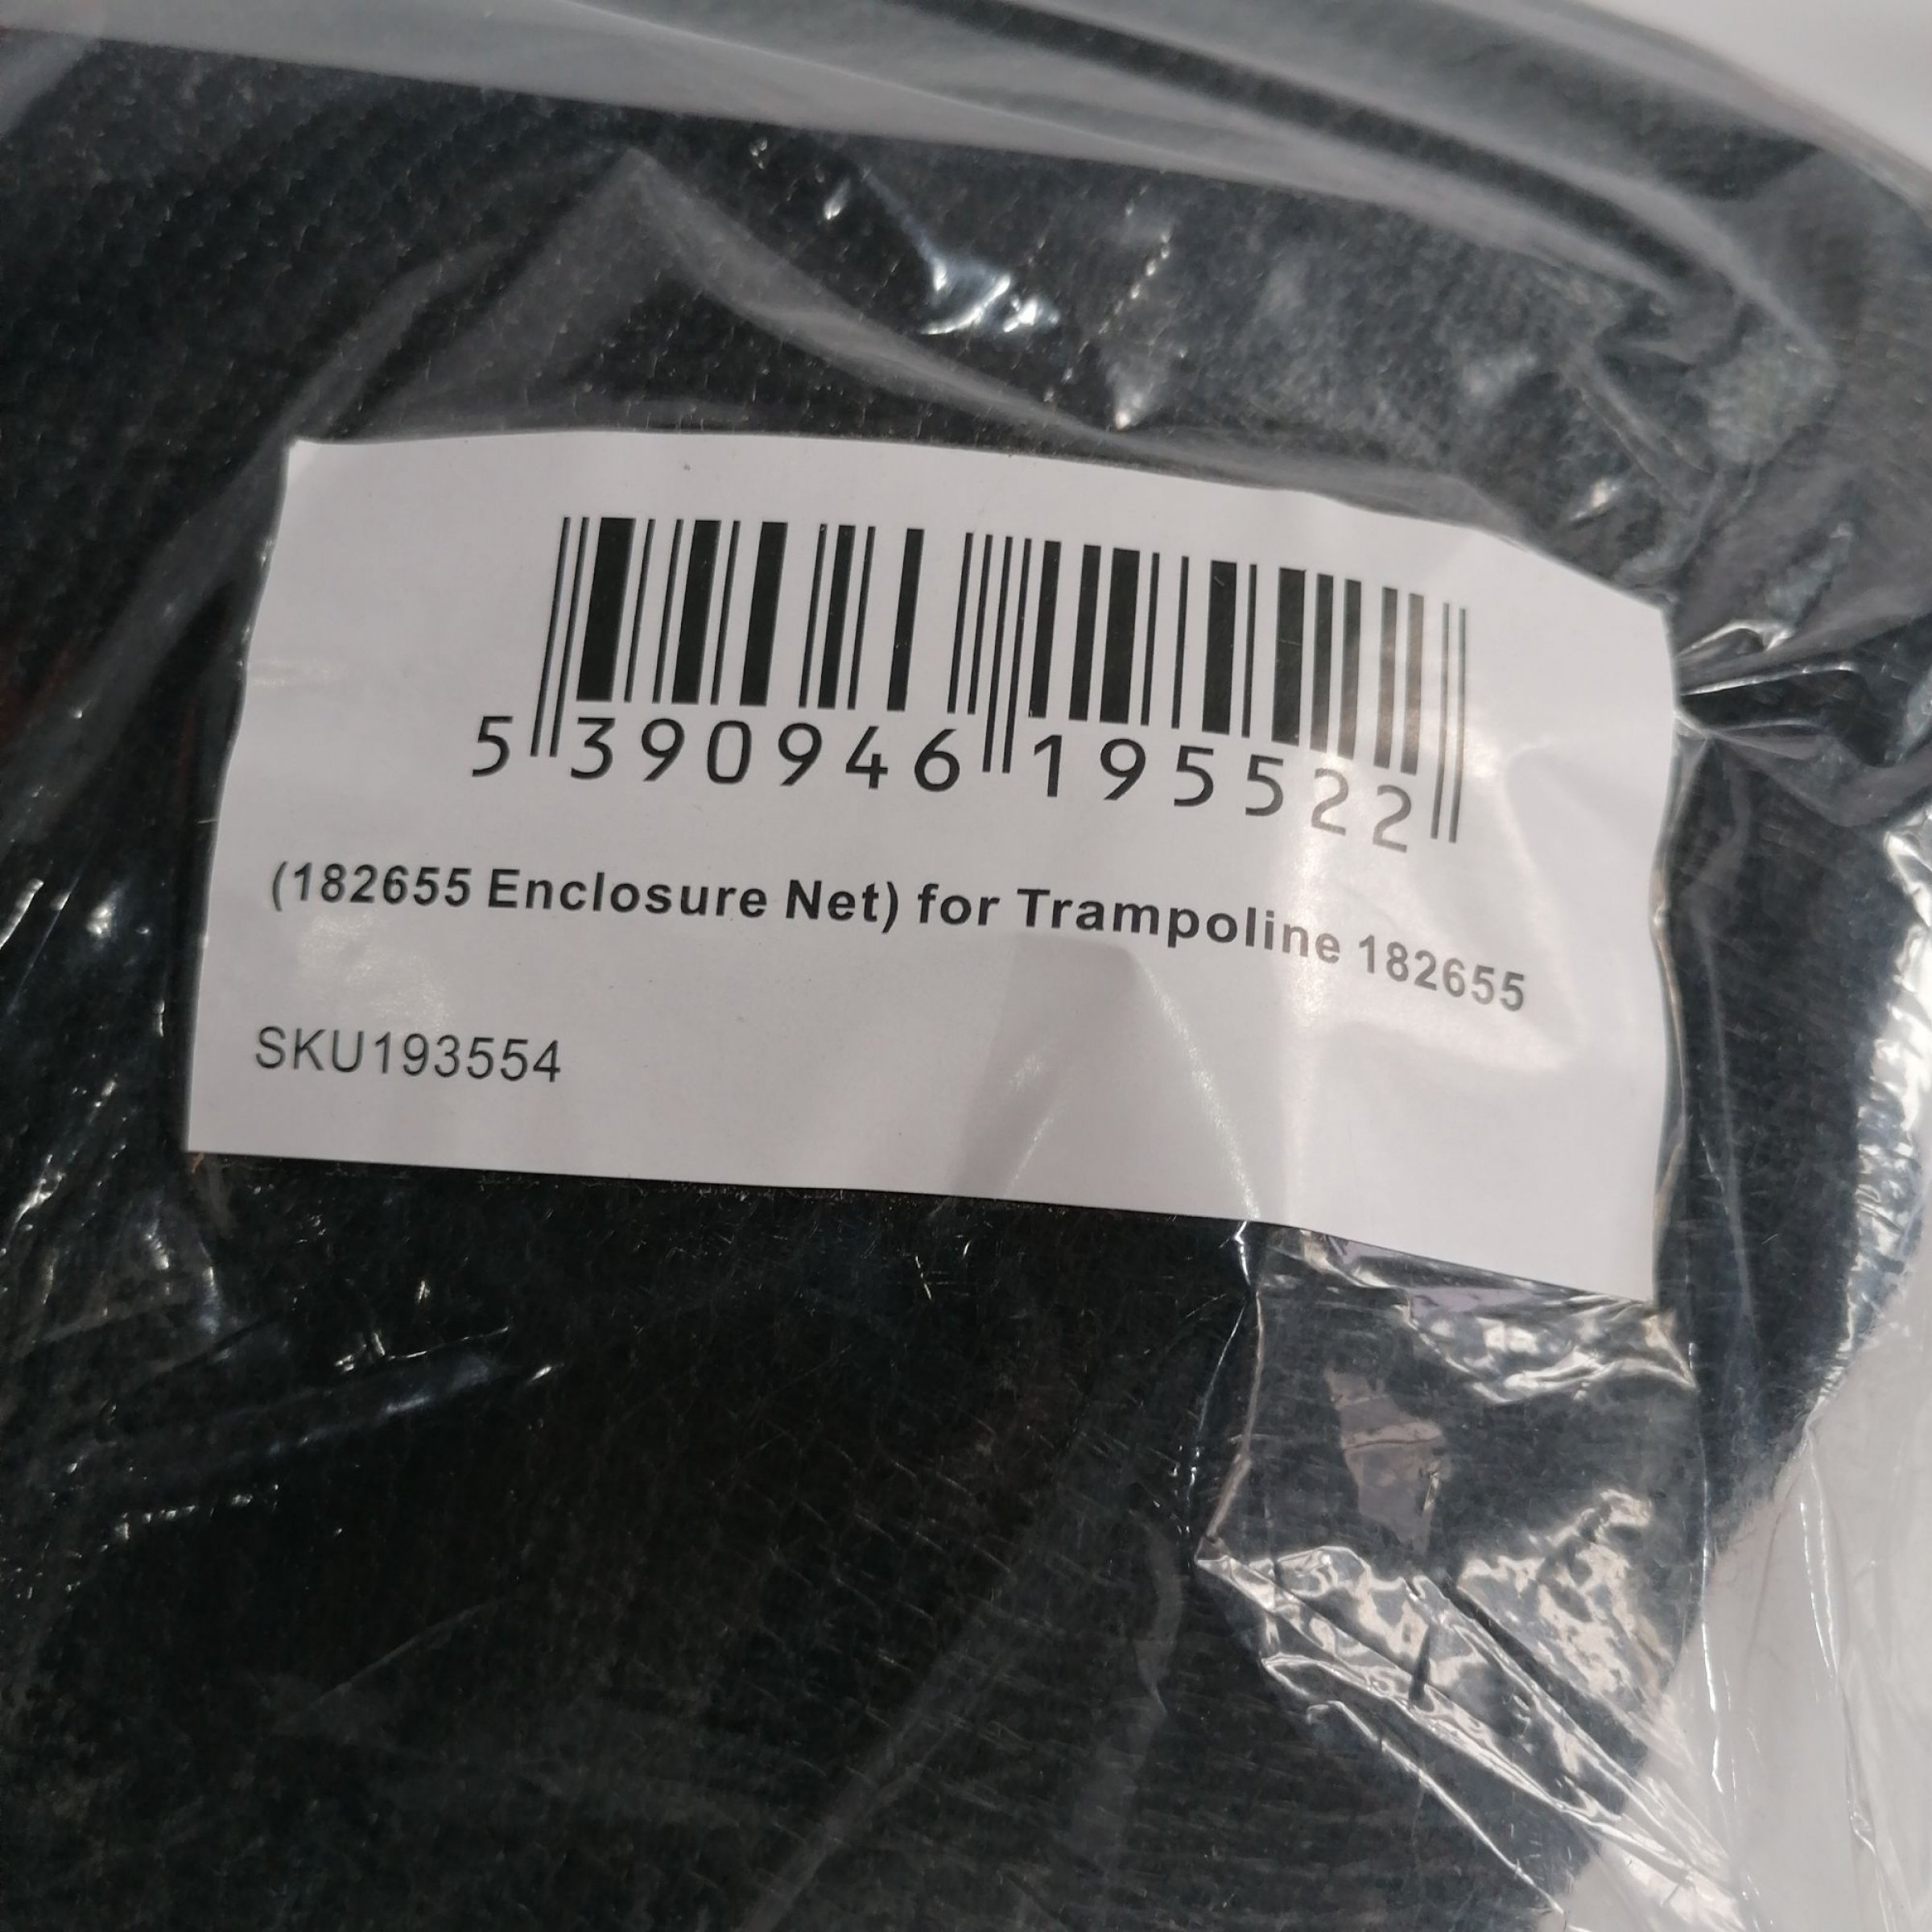 5 390946 195522
(182655 Enclosure Net) for Trampoline 182655
SKU193554